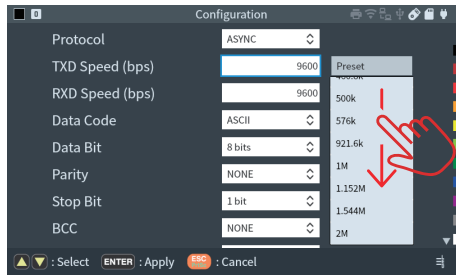 0 Configuration
Protocol ASYNC
TXD Speed (bps) 9600 Preset
RXD Speed (bps) 9600 500k
Data Code ASCII 576k
Data Bit 8 bits 921.6k
Parity NONE 1M
1.152M
Stop Bit 1 bit 1.544M
BCC NONE 2M
: Select ENTER : Apply ESC : Cancel